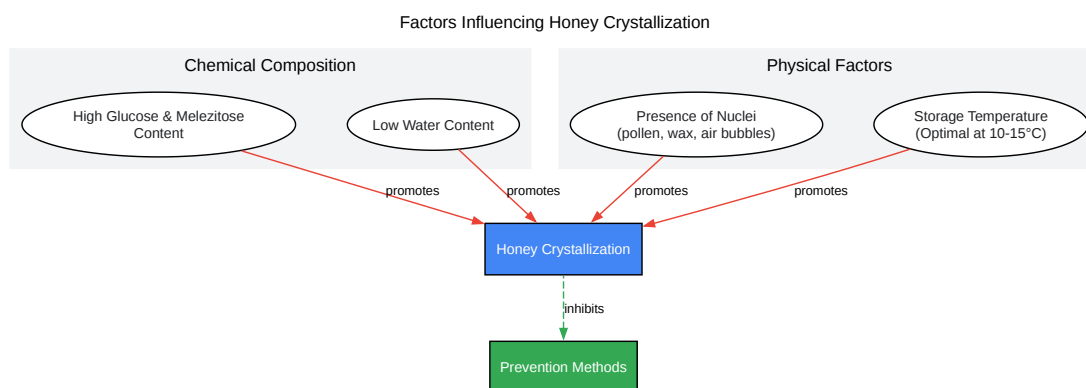 Factors Influencing Honey Crystallization
Chemical Composition
Physical Factors
High Glucose & Melezitose
Content
Low Water Content
Presence of Nuclei
(pollen, wax, air bubbles)
Storage Temperature
(Optimal at 10-15°C)
promotes
promotes
promotes
promotes
Honey Crystallization
inhibits
Prevention Methods